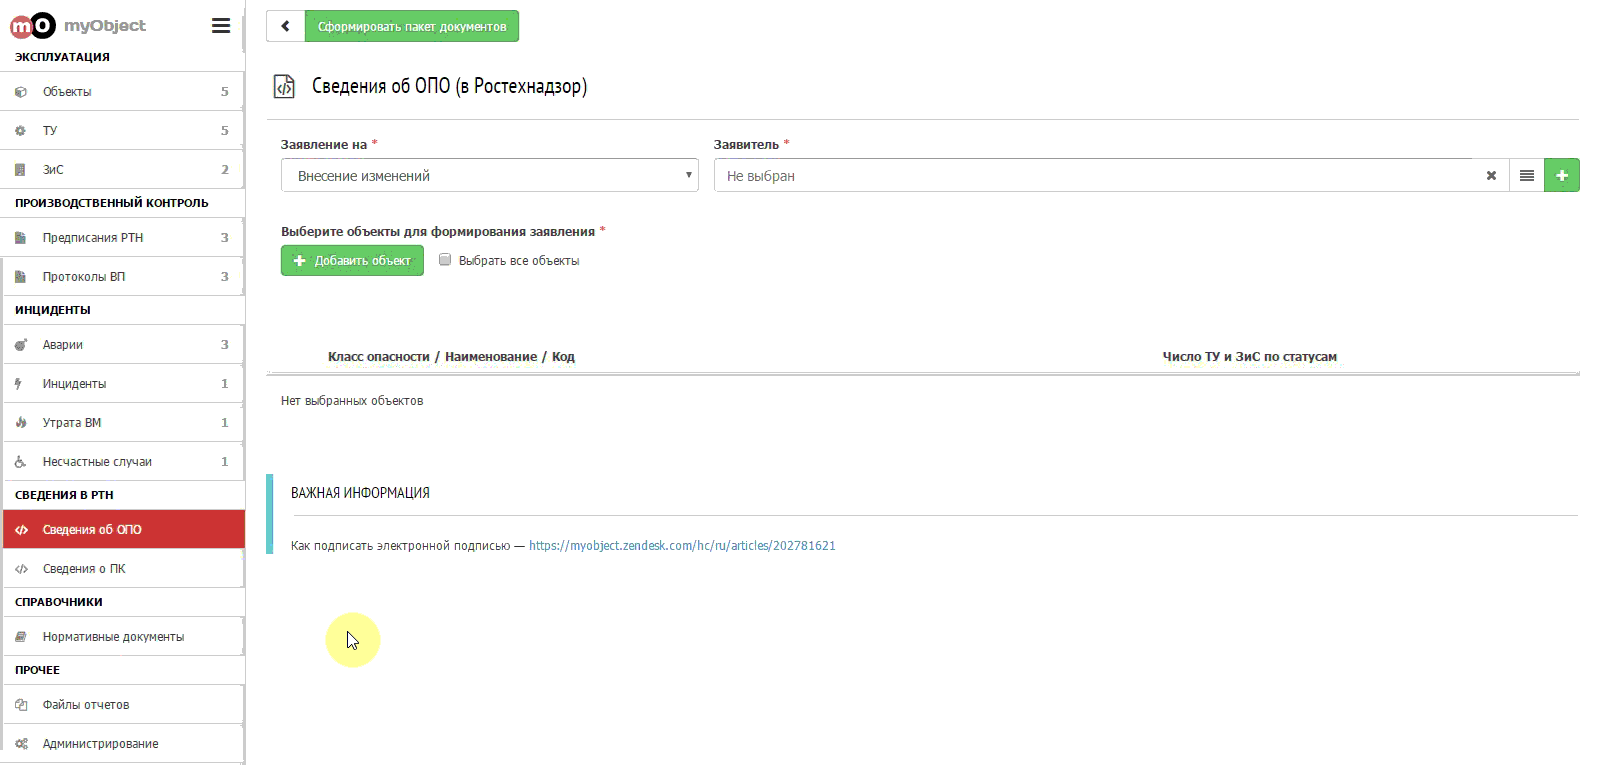 mO myObject
ЭКСПЛУАТАЦИЯ
Объекты 5
ТУ 5
ЗиС 2
ПРОИЗВОДСТВЕННЫЙ КОНТРОЛЬ
Предписания РТН 3
Протоколы ВП 3
ИНЦИДЕНТЫ
Аварии 3
Инциденты 1
Утрата ВМ 1
Несчастные случаи 1
СВЕДЕНИЯ В РТН
Сведения об ОПО
Сведения о ПК
СПРАВОЧНИКИ
Нормативные документы
ПРОЧЕЕ
Файлы отчетов
Администрирование
Сформировать пакет документов
Сведения об ОПО (в Ростехнадзор)
Заявление на * Заявитель *
Внесение изменений Не выбран
Выберите объекты для формирования заявления *
Добавить объект Выбрать все объекты
Класс опасности / Наименование / Код Число ТУ и ЗиС по статусам
Нет выбранных объектов
ВАЖНАЯ ИНФОРМАЦИЯ
Как подписать электронной подписью — https://myobject.zendesk.com/hc/ru/articles/202781621